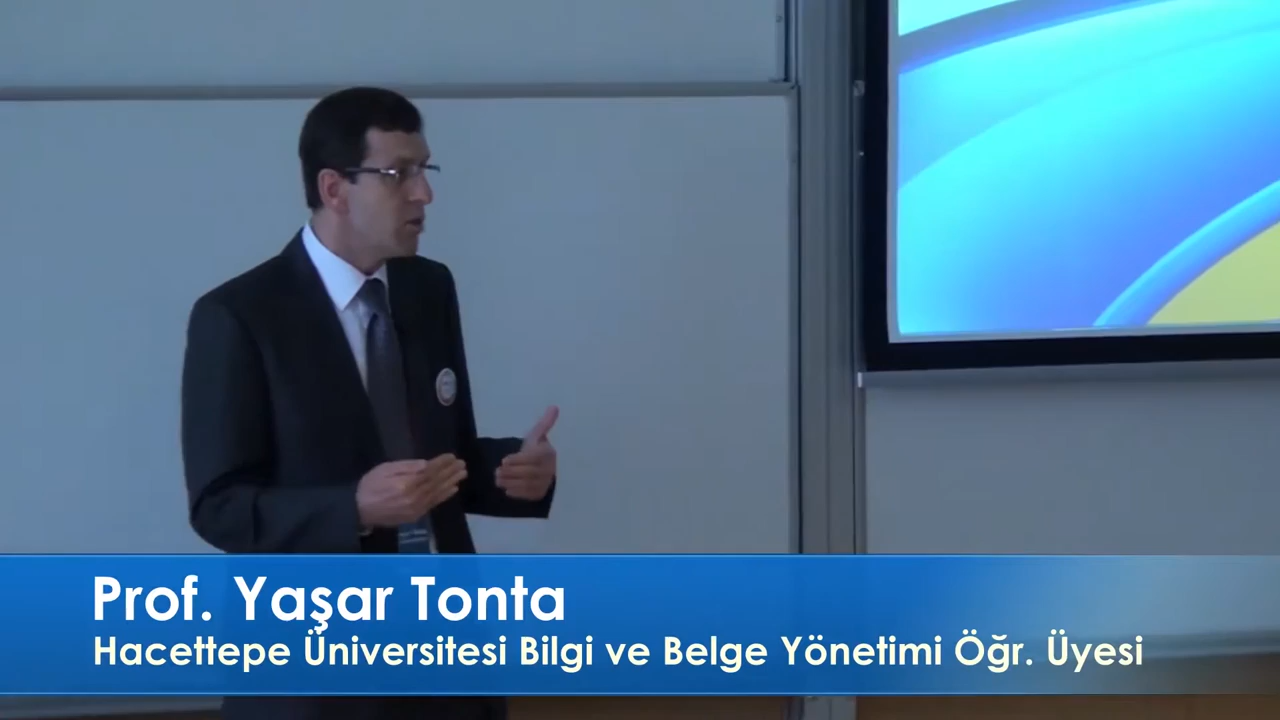 Prof. Yaşar Tonta
Hacettepe Üniversitesi Bilgi ve Belge Yönetimi Öğr. Üyesi